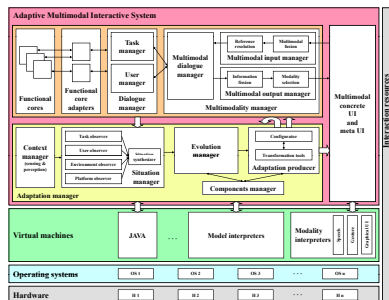 Adaptive Multimodal Interactive System
Functional
cores
Functional
core
adapters
Task
manager
User
manager
Dialogue
manager
Multimodal
dialogue
manager
Reference
resolution
Multimodal
fusion
Multimodal input manager
Information
fission
Modality
selection
Multimodal output manager
Multimodality manager
Multimodal
concrete
UI
and
meta UI
Interaction resources
Context
manager
(sensing &
perception)
Task observer
User observer
Environment observer
Platform observer
Situation
synthesizer
Situation
manager
Evolution
manager
Configurator
Transformation tools
Adaptation producer
Components manager
Adaptation manager
Virtual machines
JAVA
...
Model interpreters
Modality
interpreters
Speech
Gesture
Graphical UI
Operating systems
OS 1
OS 2
OS 3
...
OS n
Hardware
H 1
H 2
H 3
...
H n